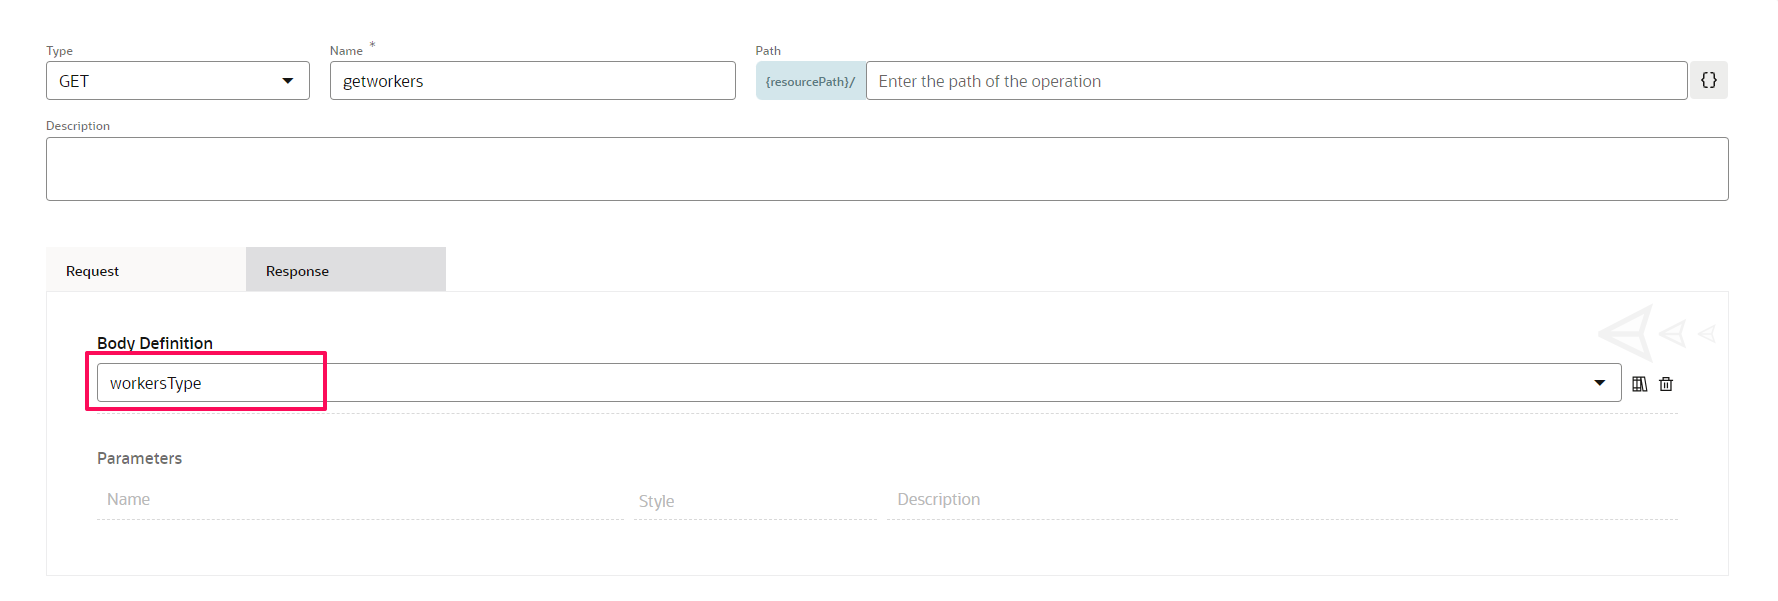 Type
Name *
Path
GET
getworkers
{resourcePath}/
Enter the path of the operation
{}
Description
Request
Response
Body Definition
workersType
Parameters
Name
Style
Description